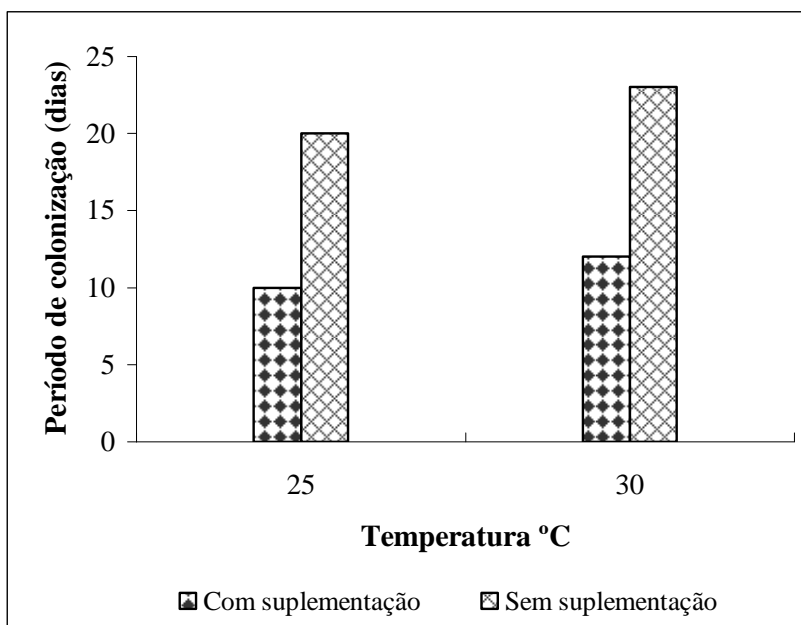 Período de colonização (dias)
25
20
15
10
5
0
25 30
Temperatura ºC
Com suplementação Sem suplementação